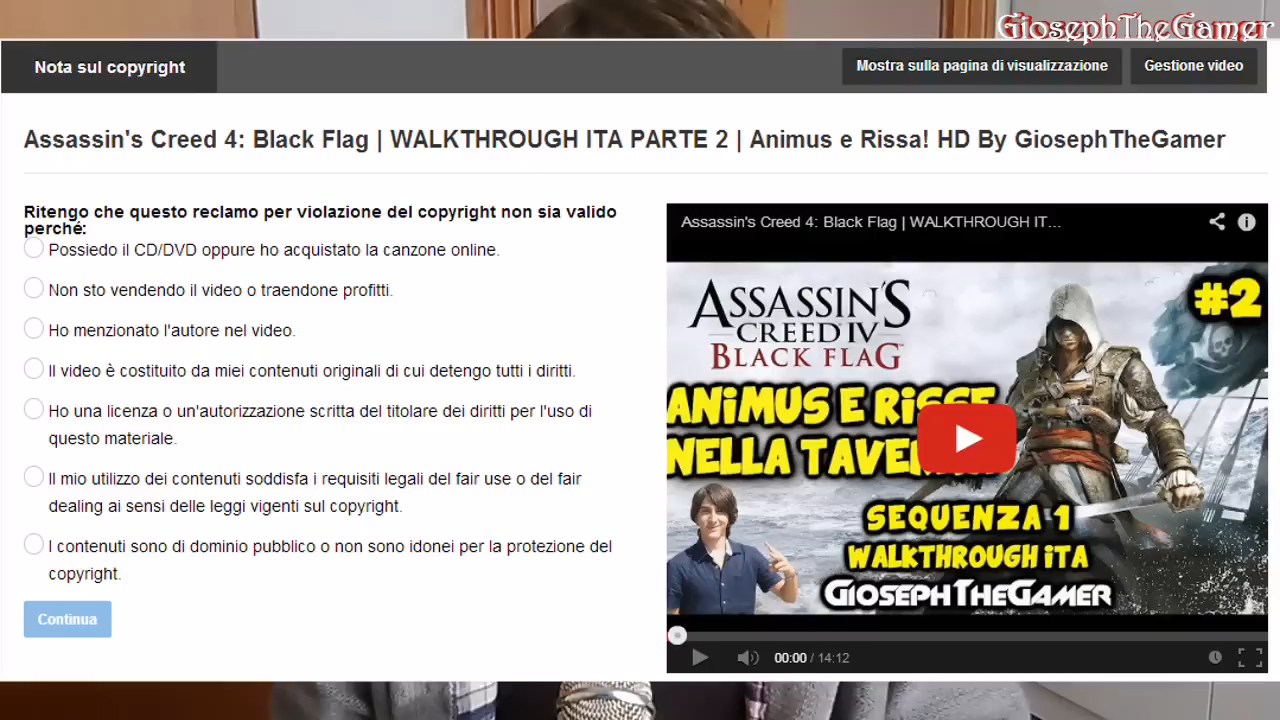 GiosephTheGamer
Nota sul copyright
Mostra sulla pagina di visualizzazione
Gestione video
Assassin's Creed 4: Black Flag | WALKTHROUGH ITA PARTE 2 | Animus e Rissa! HD By GiosephTheGamer
Ritengo che questo reclamo per violazione del copyright non sia valido
perché:
Possiedo il CD/DVD oppure ho acquistato la canzone online.
Non sto vendendo il video o traendone profitti.
Ho menzionato l'autore nel video.
Il video è costituito da miei contenuti originali di cui detengo tutti i diritti.
Ho una licenza o un'autorizzazione scritta del titolare dei diritti per l'uso di
questo materiale.
Il mio utilizzo dei contenuti soddisfa i requisiti legali del fair use o del fair
dealing ai sensi delle leggi vigenti sul copyright.
I contenuti sono di dominio pubblico o non sono idonei per la protezione del
copyright.
Continua
Assassin's Creed 4: Black Flag | WALKTHROUGH IT...
ASSASSIN'S
CREED IV
BLACK FLAG
#2
ANiMUS E RiSSE
NELLA
SEQUENZA 1
WALKTHROUGH iTA
GIOSEPHTHEGAMER
00:00 / 14:12